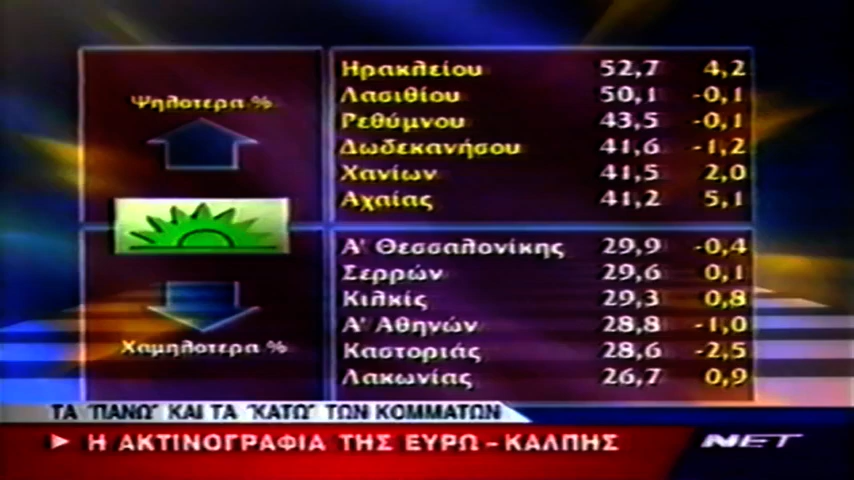 Ψηλοτερα %
Ηρακλείου 52,7 4,2
Λασιθίου 50,1 -0,1
Ρεθύμνου 43,5 -0,1
Δωδεκανήσου 41,6 -1,2
Χανίων 41,5 2,0
Αχαίας 41,2 5,1
Α' Θεσσαλονίκης 29,9 -0,4
Σερρών 29,6 0,1
Κιλκίς 29,3 0,8
Α' Αθηνών 28,8 -1,0
Καστοριάς 28,6 -2,5
Λακωνίας 26,7 0,9
Χαμηλοτερα %
ΤΑ "ΠΑΝΩ" ΚΑΙ ΤΑ "ΚΑΤΩ" ΤΩΝ ΚΟΜΜΑΤΩΝ
Η ΑΚΤΙΝΟΓΡΑΦΙΑ ΤΗΣ ΕΥΡΩ - ΚΑΛΠΗΣ
NET